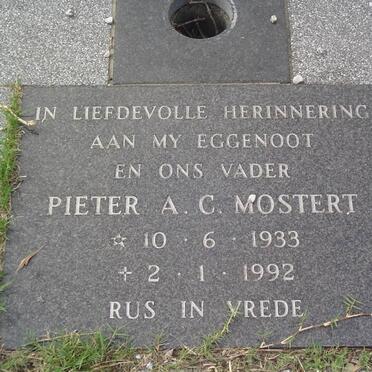 IN LIEFDEVOLLE HERINNERING
AAN MY EGGENOOT
EN ONS VADER
PIETER A. C. MOSTERT
☆ 10 · 6 · 1933
✝ 2 · 1 · 1992
RUS IN VREDE